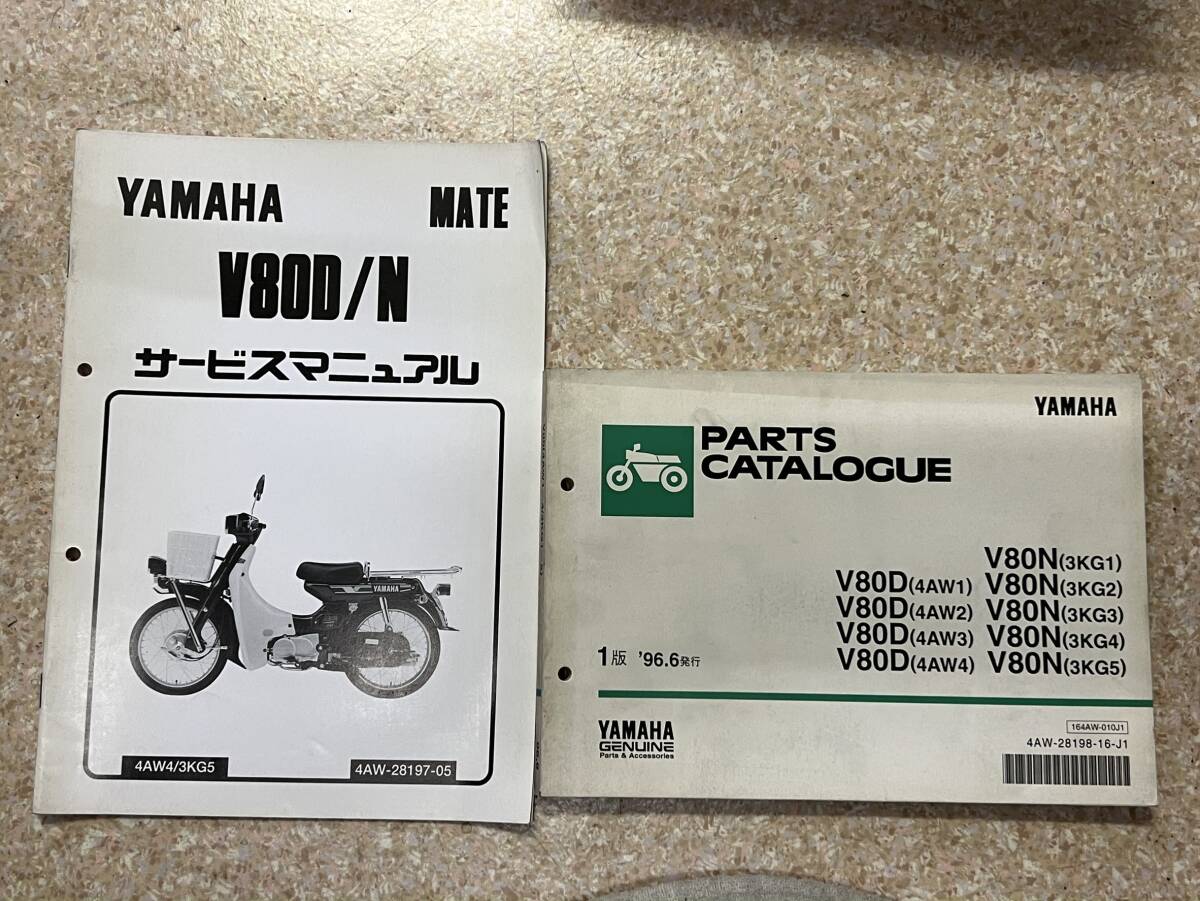 YAMAHA MATE
V80D/N
サービスマニュアル
YAMAHA
4AW4/3KG5
4AW-28197-05
YAMAHA
PARTS
CATALOGUE
V80N(3KG1)
V80D(4AW1) V80N(3KG2)
V80D(4AW2) V80N(3KG3)
V80D(4AW3) V80N(3KG4)
V80D(4AW4) V80N(3KG5)
1版 '96.6発行
YAMAHA
GENUINE
Parts & Accessories
164AW-010J1
4AW-28198-16-J1